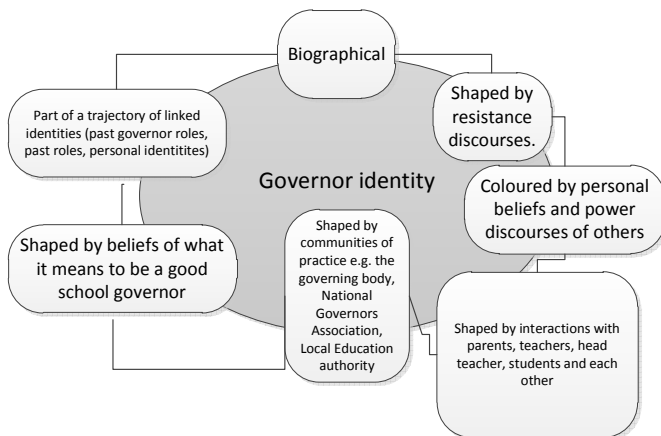 Biographical
Part of a trajectory of linked
identities (past governor roles,
past roles, personal identitites)
Shaped by
resistance
discourses.
Governor identity
Coloured by personal
beliefs and power
discourses of others
Shaped by beliefs of what
it means to be a good
school governor
Shaped by
communities of
practice e.g. the
governing body,
National
Governors
Association,
Local Education
authority
Shaped by interactions with
parents, teachers, head
teacher, students and each
other